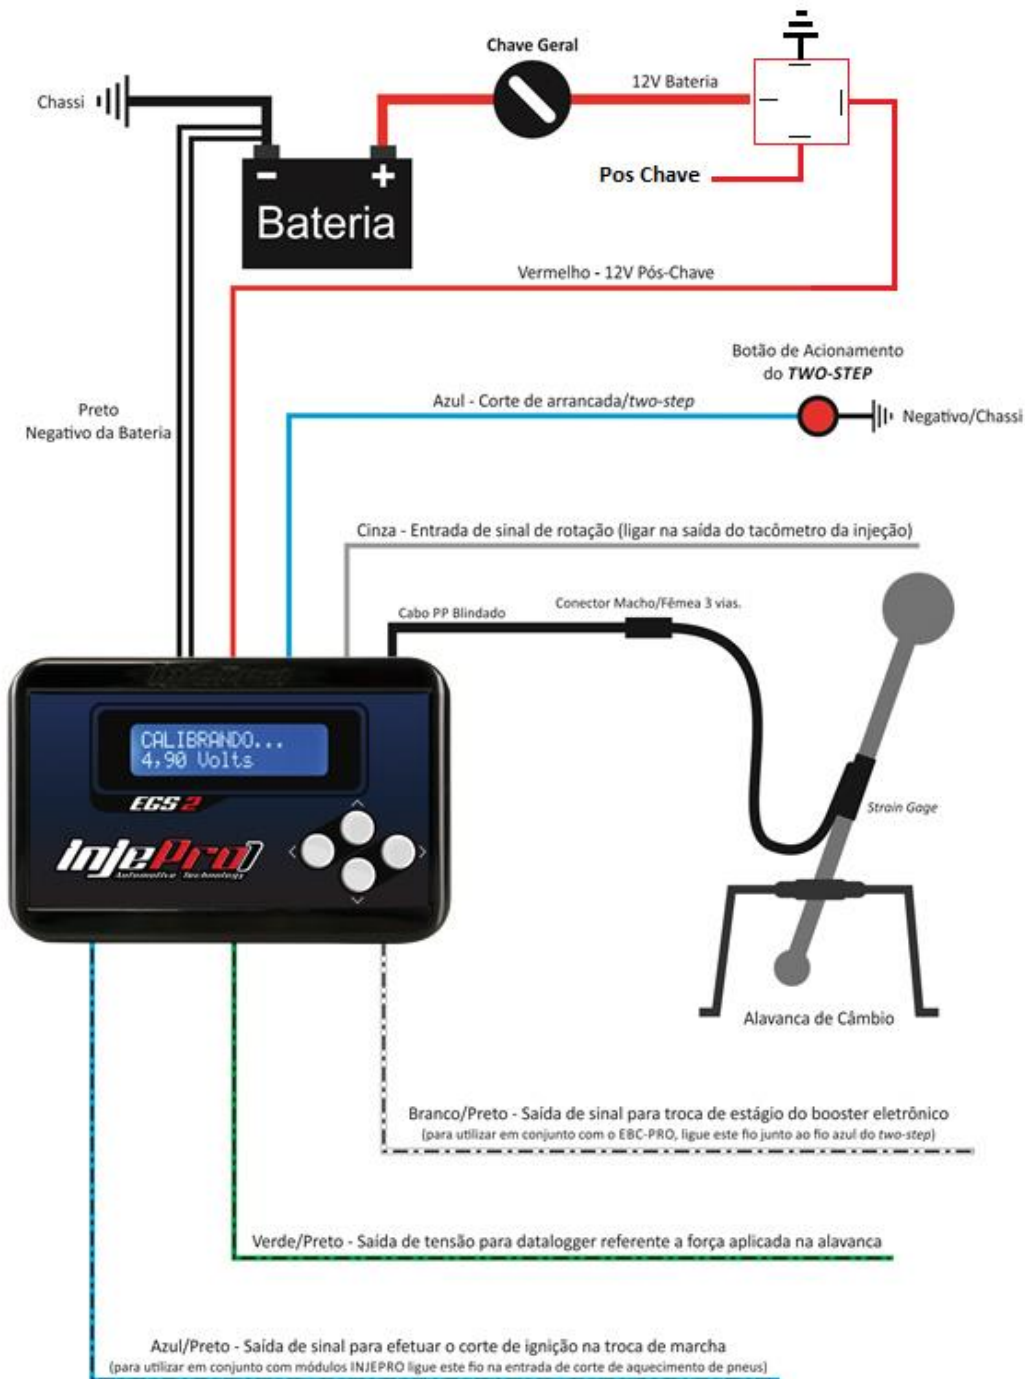 Chave Geral
Chassi
12V Bateria
- +
Bateria
Pos Chave
Vermelho - 12V Pós-Chave
Botão de Acionamento
do TWO-STEP
Azul - Corte de arrancada/two-step
Negativo/Chassi
Preto
Negativo da Bateria
Cinza - Entrada de sinal de rotação (ligar na saída do tacômetro da injeção)
Cabo PP Blindado
Conector Macho/Fêmea 3 vias.
CALIBRANDO...
4,90 Volts
EGS 2
InjePro
Automotive Technology
Strain Gage
Alavanca de Câmbio
Branco/Preto - Saída de sinal para troca de estágio do booster eletrônico
(para utilizar em conjunto com o EBC-PRO, ligue este fio junto ao fio azul do two-step)
Verde/Preto - Saída de tensão para datalogger referente a força aplicada na alavanca
Azul/Preto - Saída de sinal para efetuar o corte de ignição na troca de marcha
(para utilizar em conjunto com módulos INJEPRO ligue este fio na entrada de corte de aquecimento de pneus)